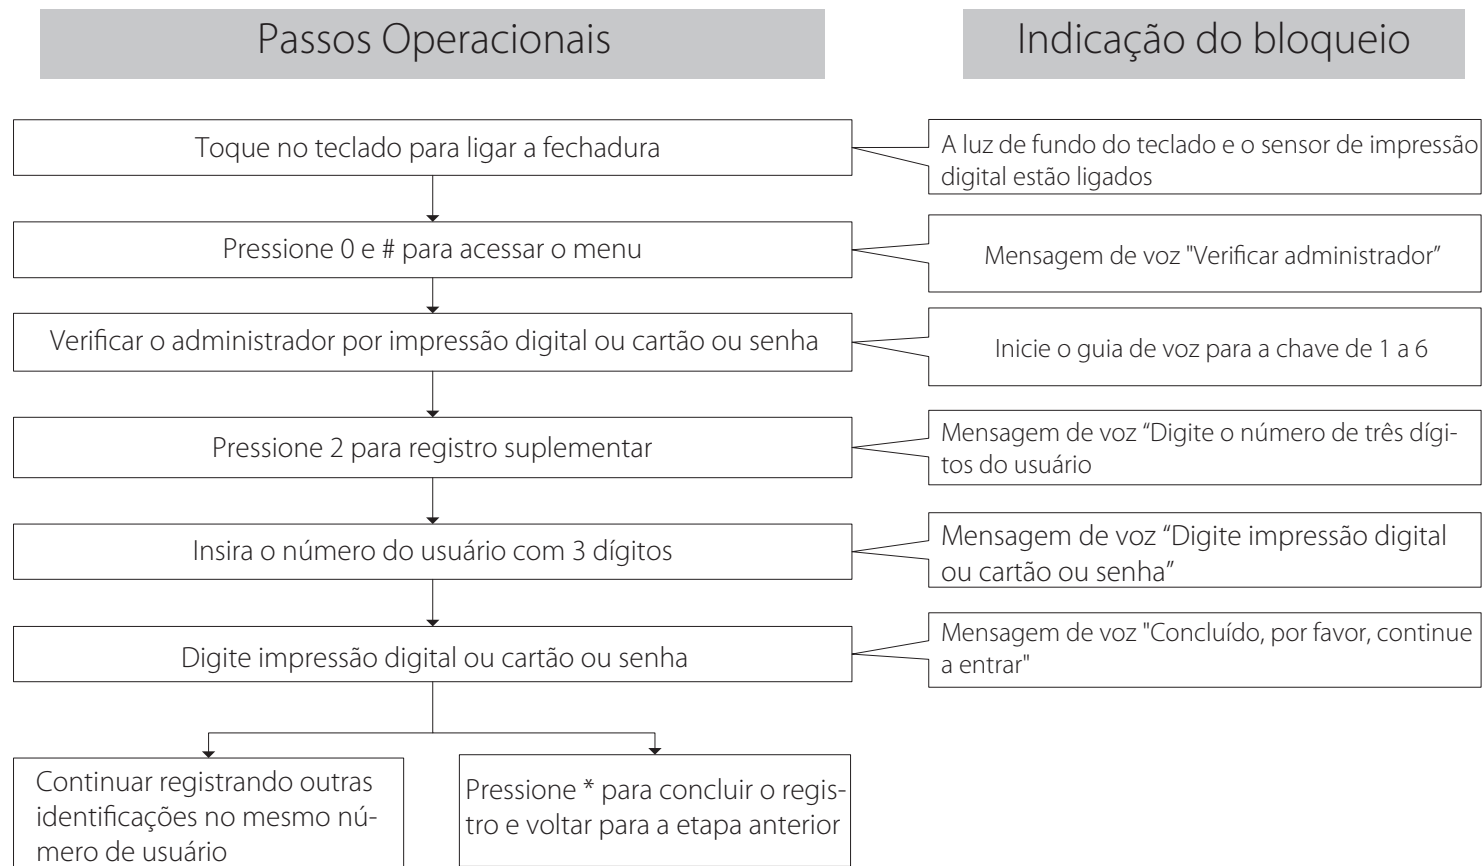 Passos Operacionais
Indicação do bloqueio
Toque no teclado para ligar a fechadura
A luz de fundo do teclado e o sensor de impressão
digital estão ligados
Pressione 0 e # para acessar o menu
Mensagem de voz "Verificar administrador”
Verificar o administrador por impressão digital ou cartão ou senha
Inicie o guia de voz para a chave de 1 a 6
Pressione 2 para registro suplementar
Mensagem de voz “Digite o número de três dígi-
tos do usuário
Insira o número do usuário com 3 dígitos
Mensagem de voz “Digite impressão digital
ou cartão ou senha”
Digite impressão digital ou cartão ou senha
Mensagem de voz "Concluído, por favor, continue
a entrar"
Continuar registrando outras
identificações no mesmo nú-
mero de usuário
Pressione * para concluir o regis-
tro e voltar para a etapa anterior